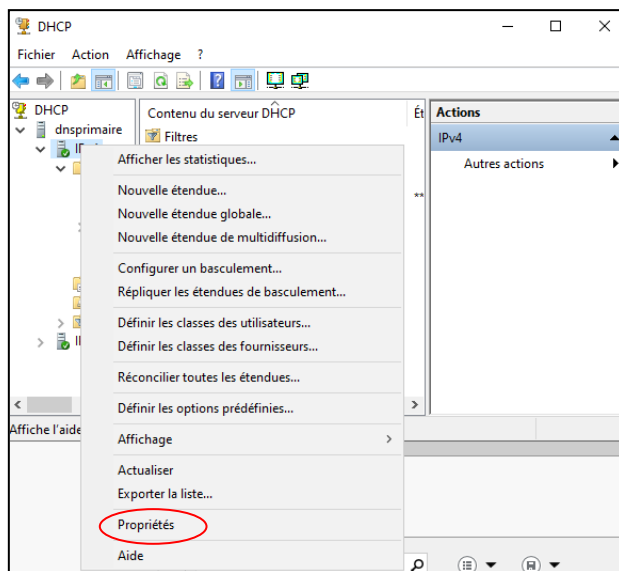 DHCP
Fichier Action Affichage ?
DHCP
dnsprimaire
Contenu du serveur DHCP
Ét
Filtres
**
Actions
IPv4
Autres actions
Afficher les statistiques...
Nouvelle étendue...
Nouvelle étendue globale...
Nouvelle étendue de multidiffusion...
Configurer un basculement...
Répliquer les étendues de basculement...
Définir les classes des utilisateurs...
Définir les classes des fournisseurs...
Réconcilier toutes les étendues...
Définir les options prédéfinies...
Affichage
Actualiser
Exporter la liste...
Propriétés
Aide
Affiche l'aide